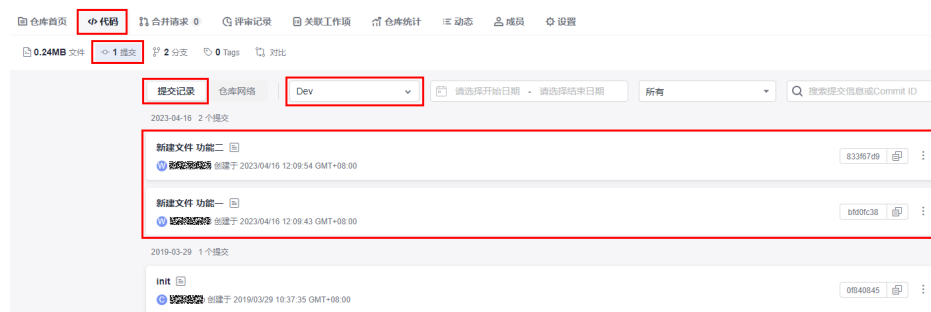 仓库首页 代码 合并请求 0 评审记录 关联工作项 仓库统计 动态 成员 设置
0.24MB 文件 1 提交 2 分支 0 Tags 对比
提交记录 仓库网络 Dev 请选择开始日期 - 请选择结束日期 所有 搜索提交信息或Commit ID
2023-04-16 2 个提交
新建文件 功能二
W 创建于 2023/04/16 12:09:54 GMT+08:00 833f67d9
新建文件 功能一
W 创建于 2023/04/16 12:09:43 GMT+08:00 bfd0fc38
2019-03-29 1 个提交
init
C 创建于 2019/03/29 10:37:35 GMT+08:00 0f840845